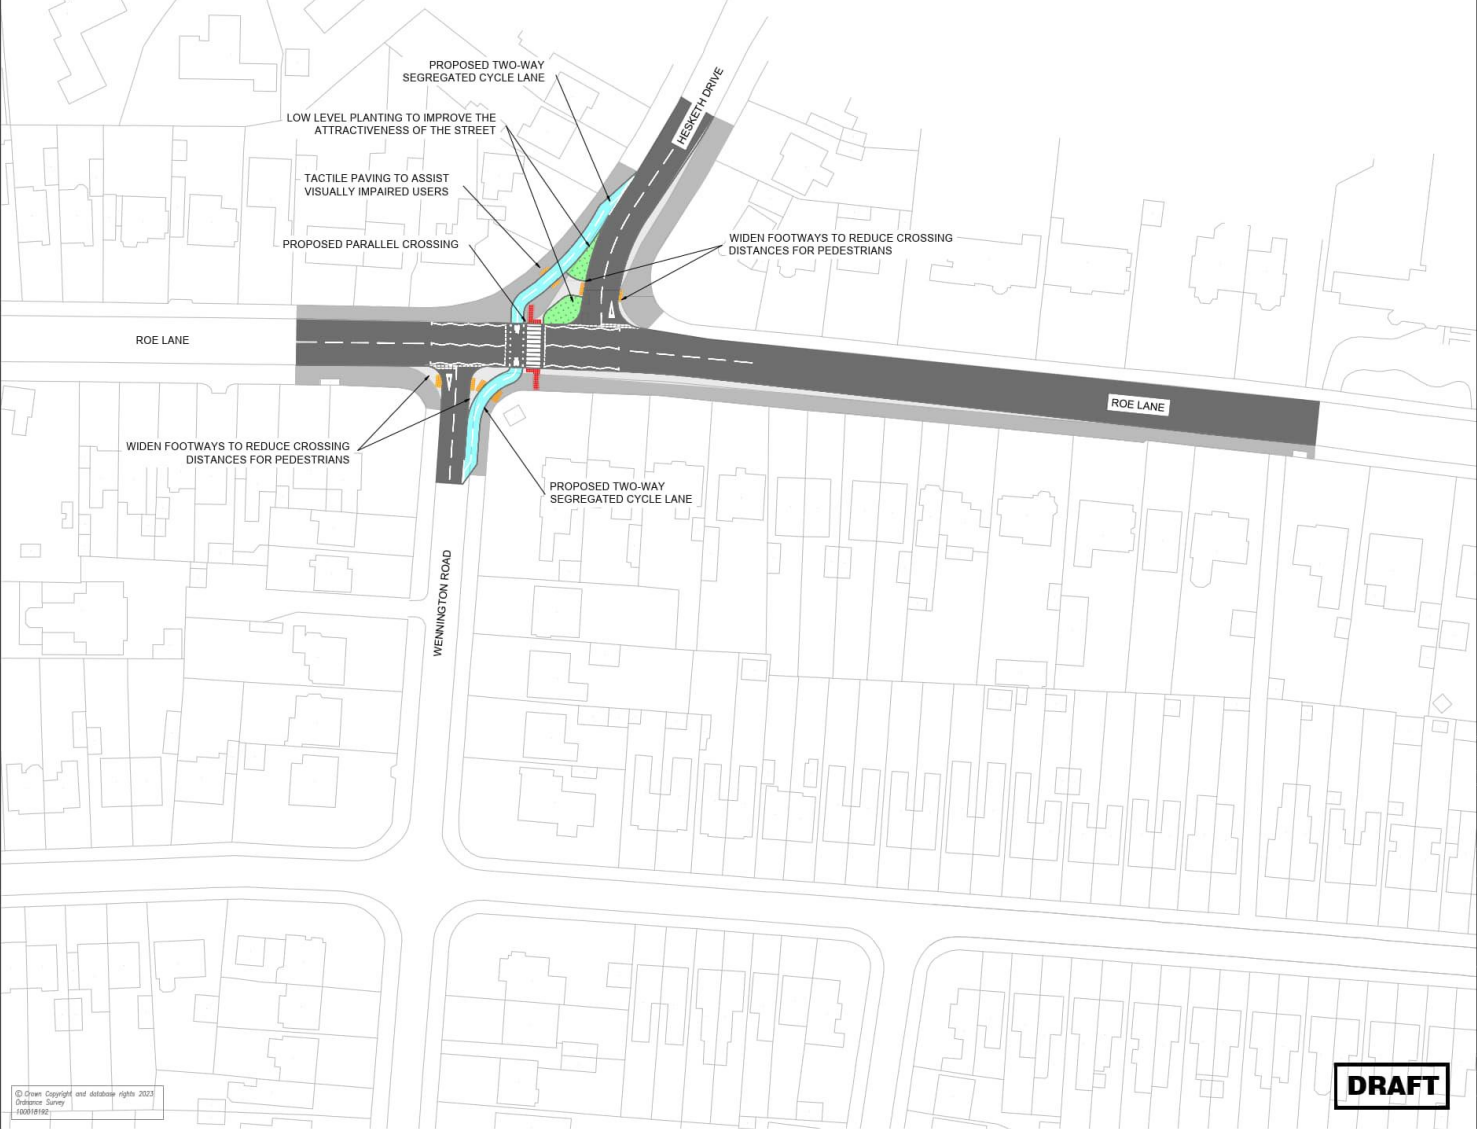 PROPOSED TWO-WAY
SEGREGATED CYCLE LANE
HESKETH DRIVE
LOW LEVEL PLANTING TO IMPROVE THE
ATTRACTIVENESS OF THE STREET
TACTILE PAVING TO ASSIST
VISUALLY IMPAIRED USERS
PROPOSED PARALLEL CROSSING
WIDEN FOOTWAYS TO REDUCE CROSSING
DISTANCES FOR PEDESTRIANS
ROE LANE
ROE LANE
WIDEN FOOTWAYS TO REDUCE CROSSING
DISTANCES FOR PEDESTRIANS
PROPOSED TWO-WAY
SEGREGATED CYCLE LANE
WENNINGTON ROAD
© Crown Copyright and database rights 2023
Ordnance Survey
100018192
DRAFT